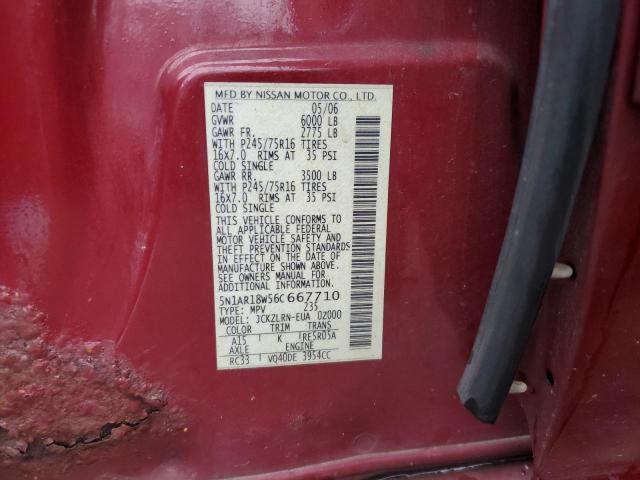 MFD BY NISSAN MOTOR CO., LTD.
DATE 05/06
GVWR 6000 LB
GAWR FR. 2775 LB
WITH P245/75R16 TIRES
16X7.0 RIMS AT 35 PSI
COLD SINGLE
GAWR RR. 3500 LB
WITH P245/75R16 TIRES
16X7.0 RIMS AT 35 PSI
COLD SINGLE
THIS VEHICLE CONFORMS TO
ALL APPLICABLE FEDERAL
MOTOR VEHICLE SAFETY AND
THEFT PREVENTION STANDARDS
IN EFFECT ON THE DATE OF
MANUFACTURE SHOWN ABOVE.
SEE OWNERS MANUAL FOR
ADDITIONAL INFORMATION.
5N1AR18W56C667710
TYPE: MPV 235
MODEL: JCKZLRN-EUA 02000
COLOR TRIM TRANS
A15 K RE5R05A
AXLE ENGINE
RC33 VQ40DE 3954CC